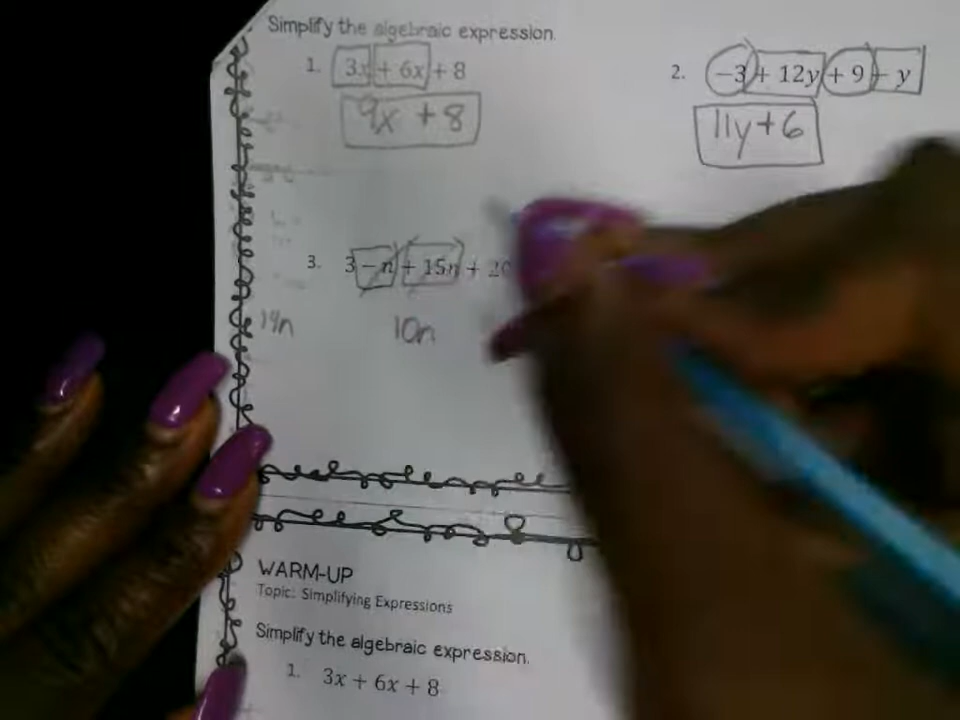 Simplify the algebraic expression.
1. 3x + 6x + 8
9x + 8
2. −3 + 12y + 9 − y
11y + 6
3. 3 − n + 15n + 20
14n
10n
WARM-UP
Topic: Simplifying Expressions
Simplify the algebraic expression.
1. 3x + 6x + 8